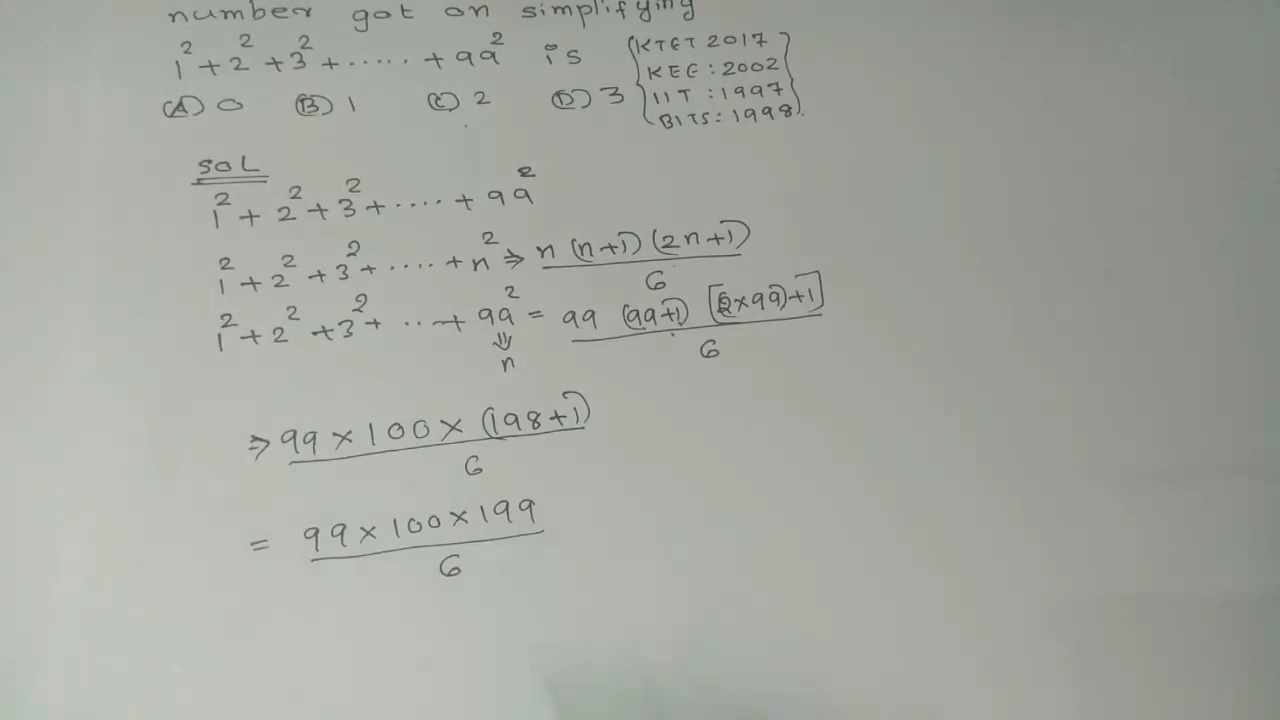 number got on simplifying
1² + 2² + 3² + ..... + 99² is
(A) 0 (B) 1 (C) 2 (D) 3
{KTET 2017
KEE : 2002
IIT : 1997
BITS : 1998}
SOL
1² + 2² + 3² + .... + 99²
1² + 2² + 3² + ..... + n² ⇒ n (n+1) (2n+1) / 6
1² + 2² + 3² + ... + 99² = 99 (99+1) [(2×99)+1] / 6
⇓
n
⇒ 99 × 100 × (198+1) / 6
= 99 × 100 × 199 / 6